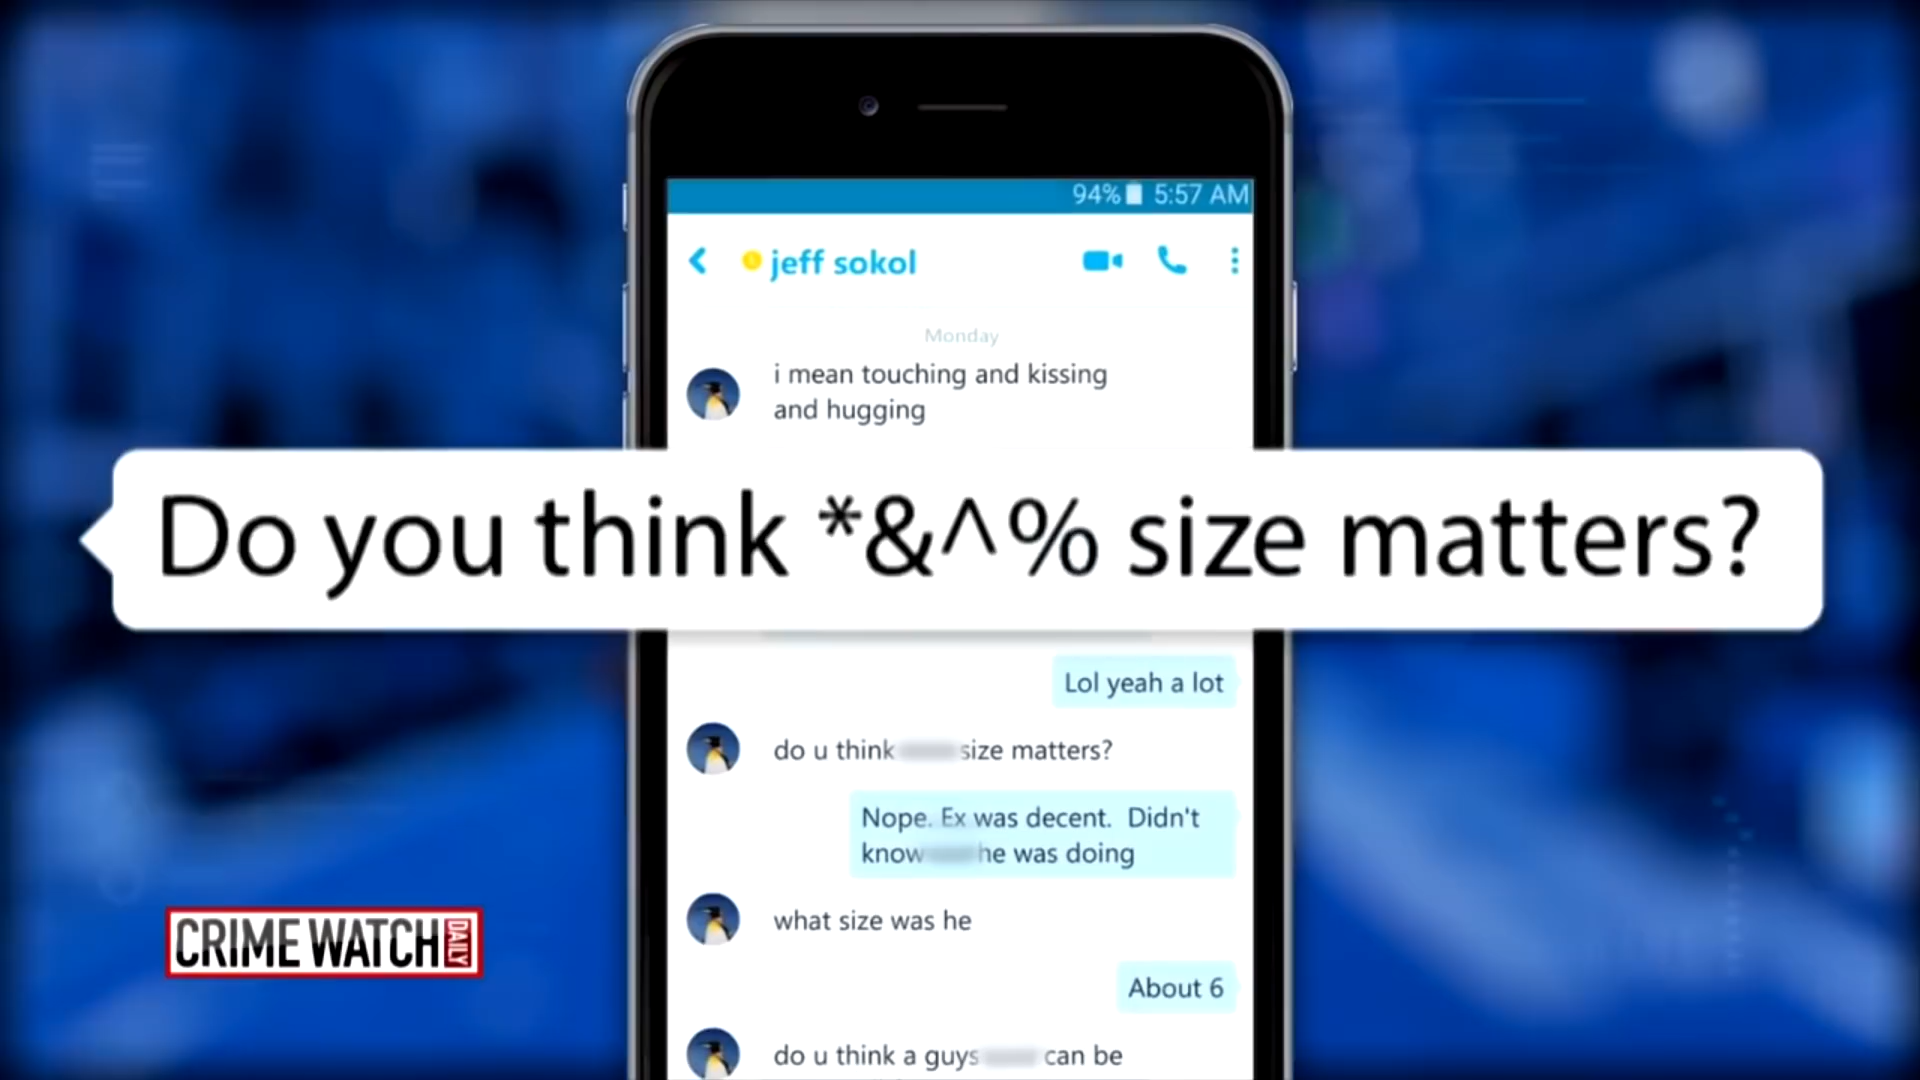 94% 5:57 AM
jeff sokol
Monday
i mean touching and kissing
and hugging
Do you think *&^% size matters?
Lol yeah a lot
do u think size matters?
Nope. Ex was decent. Didn't
know he was doing
what size was he
About 6
do u think a guys can be
CRIME WATCH DAILY